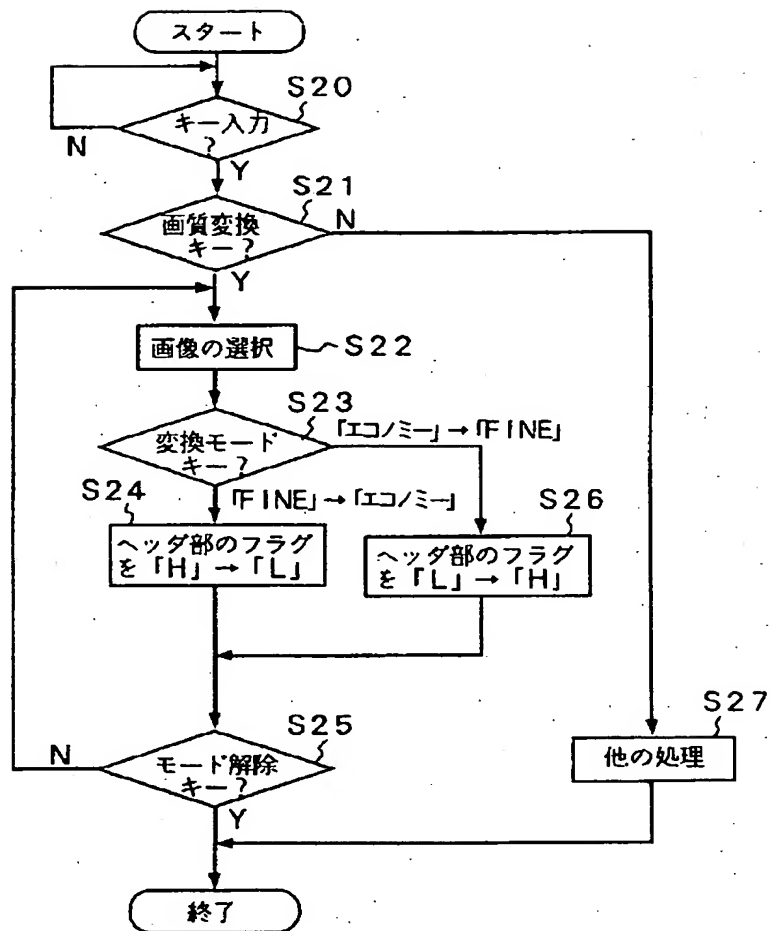 スタート
S20
キー入力
?
N
Y
S21
画質変換
キー?
N
Y
画像の選択
S22
S23
変換モード
キー?
「エコノミー」→「FINE」
「FINE」→「エコノミー」
S24
ヘッダ部のフラグ
を「H」→「L」
S26
ヘッダ部のフラグ
を「L」→「H」
S25
モード解除
キー?
N
Y
S27
他の処理
終了